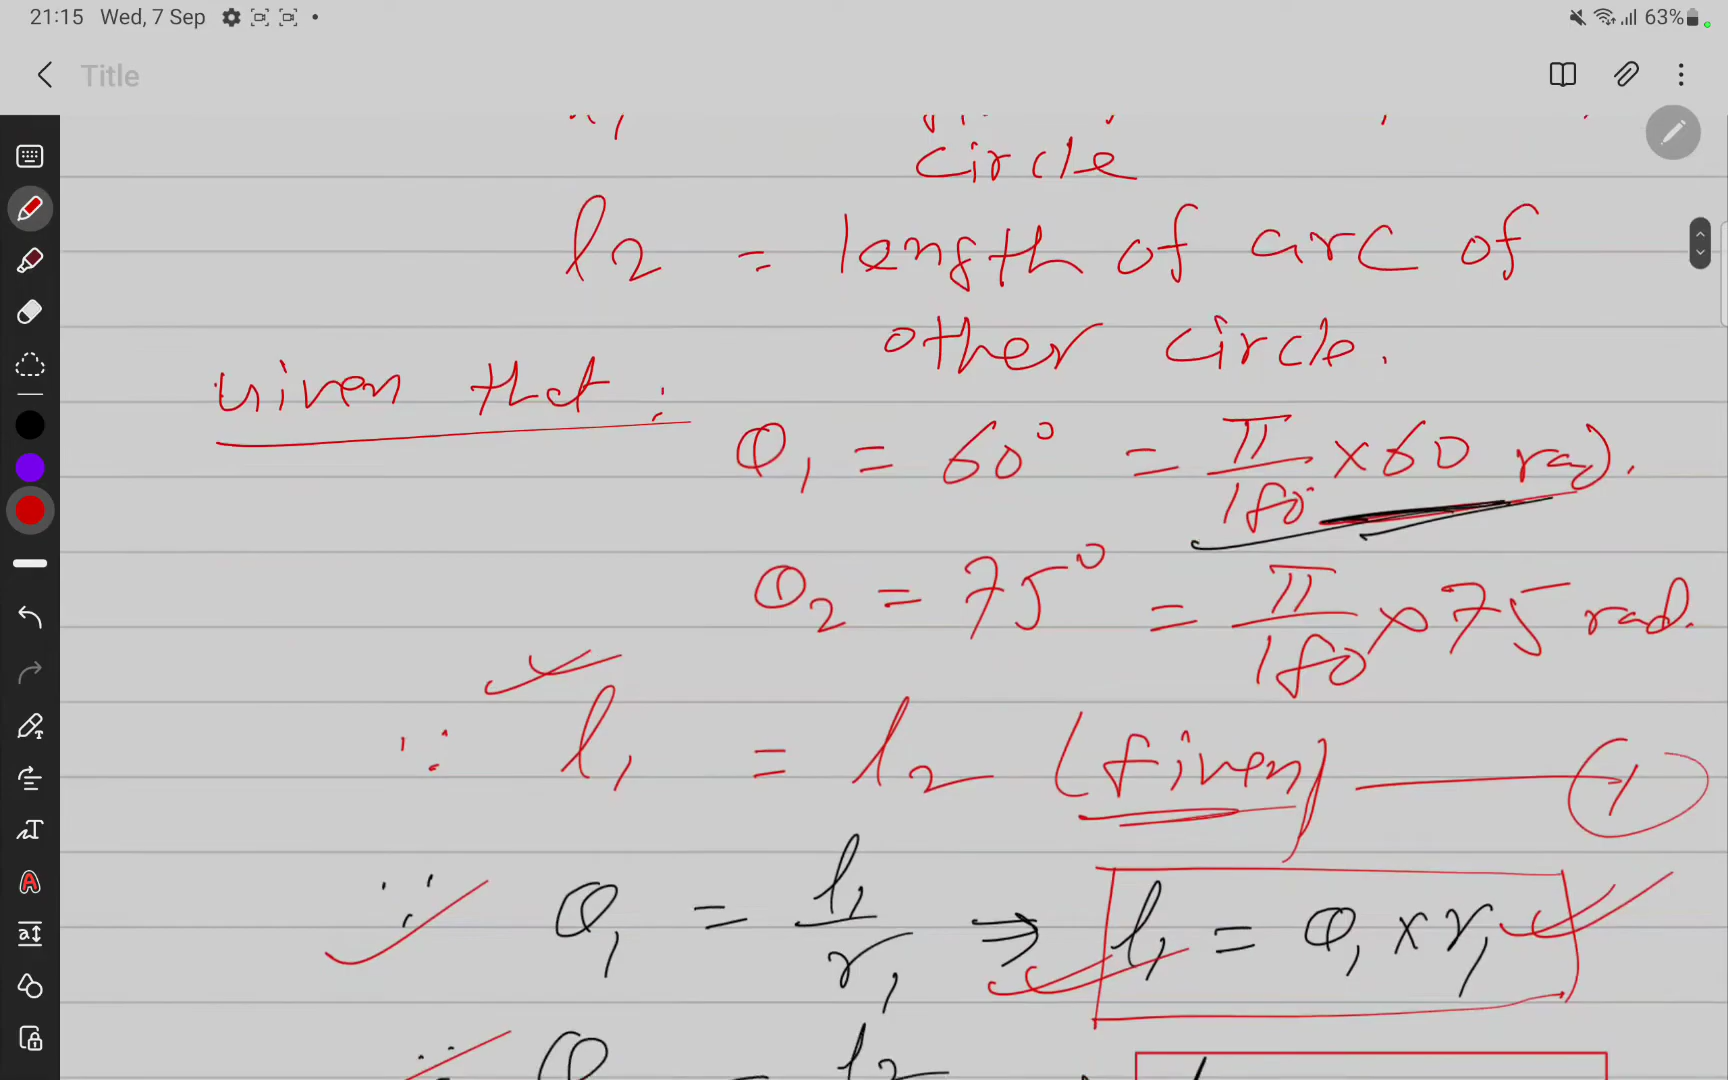 21:15 Wed, 7 Sep 63%
Title
circle
l2 = length of arc of
other circle.
Given that :
θ1 = 60° = π/180 × 60 rad.
θ2 = 75° = π/180 × 75 rad.
∵ l1 = l2 (given) — 1
∵ θ1 = l1/r1 ⇒ l1 = θ1 × r1